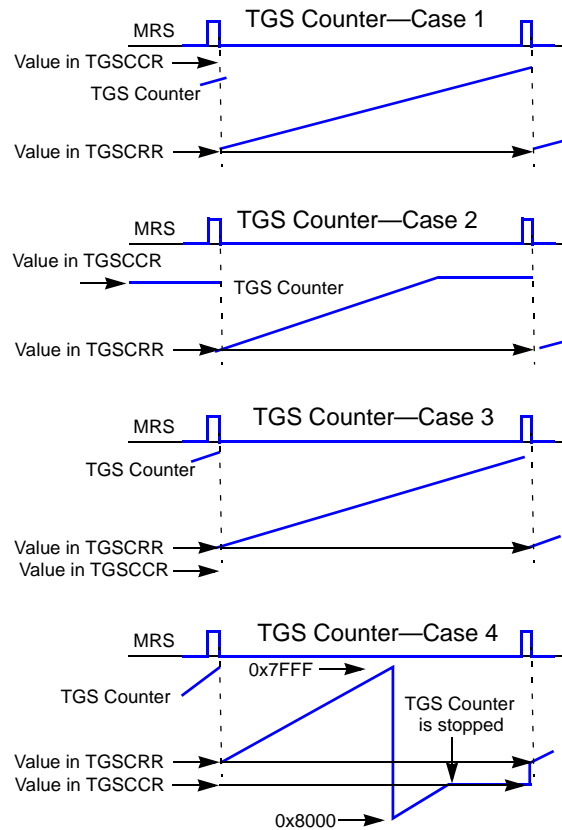 TGS Counter—Case 1
MRS
Value in TGSCCR
TGS Counter
Value in TGSCRR
TGS Counter—Case 2
MRS
Value in TGSCCR
TGS Counter
Value in TGSCRR
TGS Counter—Case 3
MRS
TGS Counter
Value in TGSCRR
Value in TGSCCR
TGS Counter—Case 4
MRS
0x7FFF
TGS Counter
TGS Counter
is stopped
Value in TGSCRR
Value in TGSCCR
0x8000